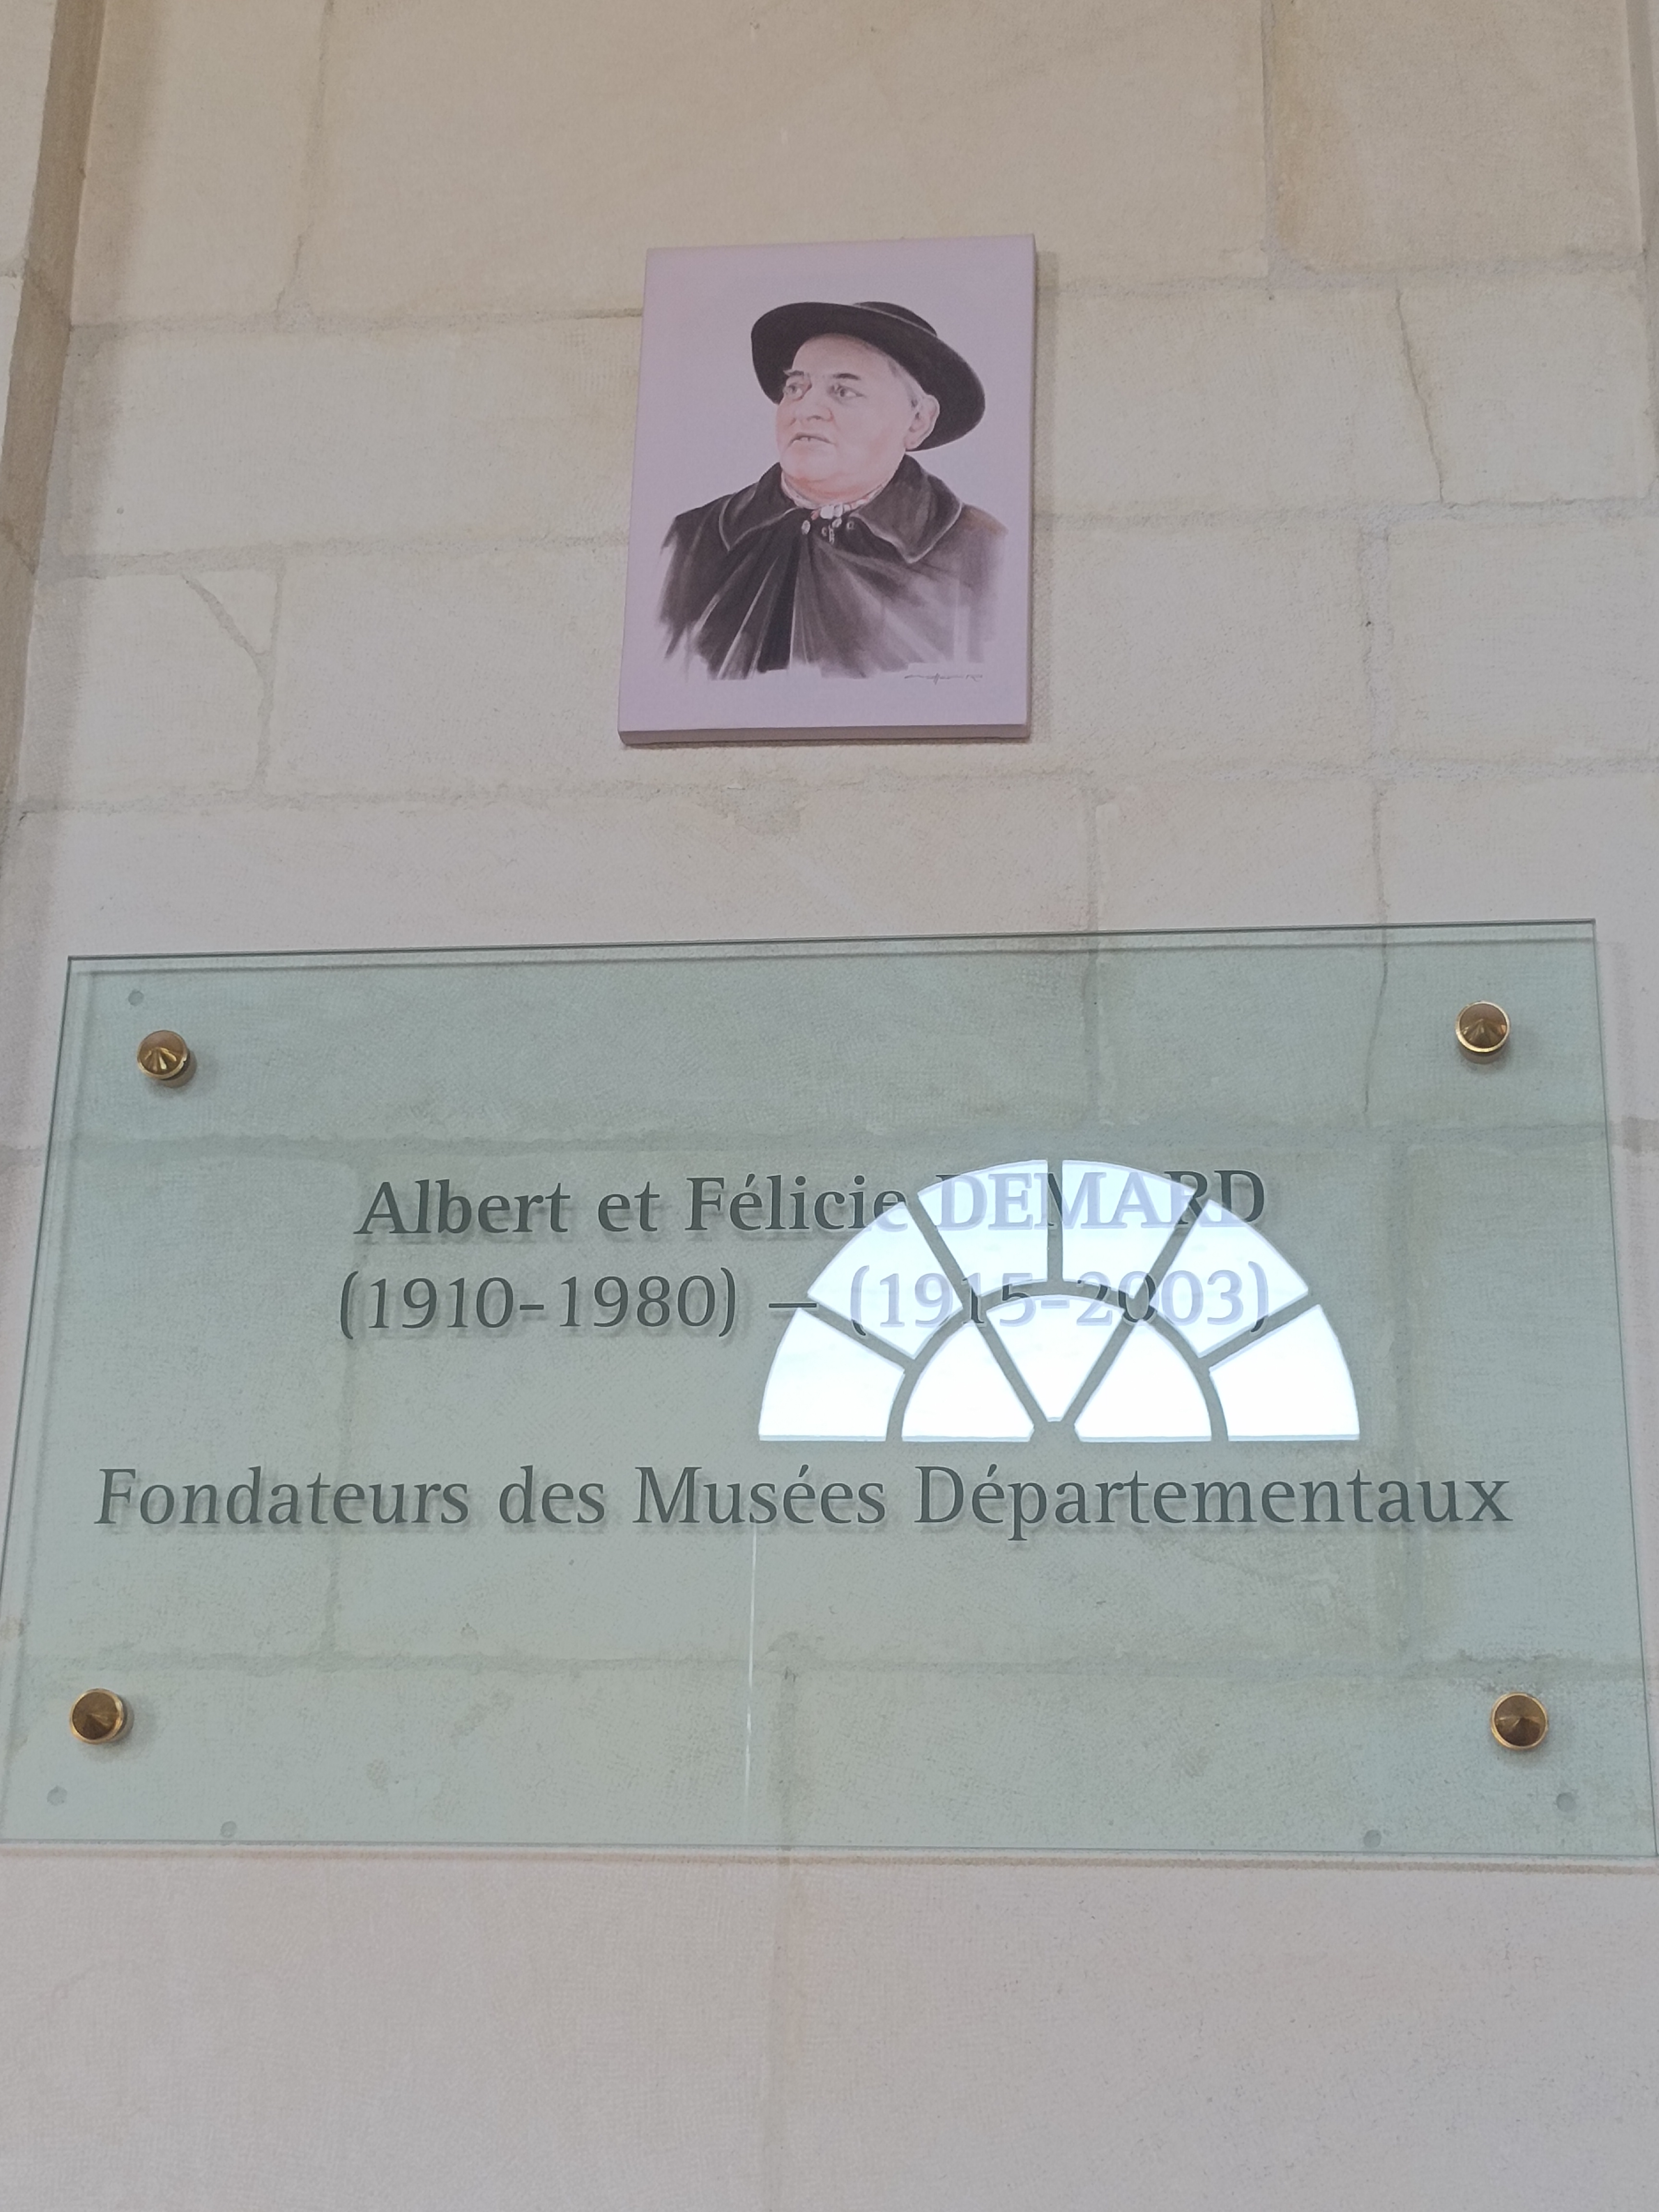 Albert et Félicie DEMARD
(1910-1980) – (1915-2003)
Fondateurs des Musées Départementaux